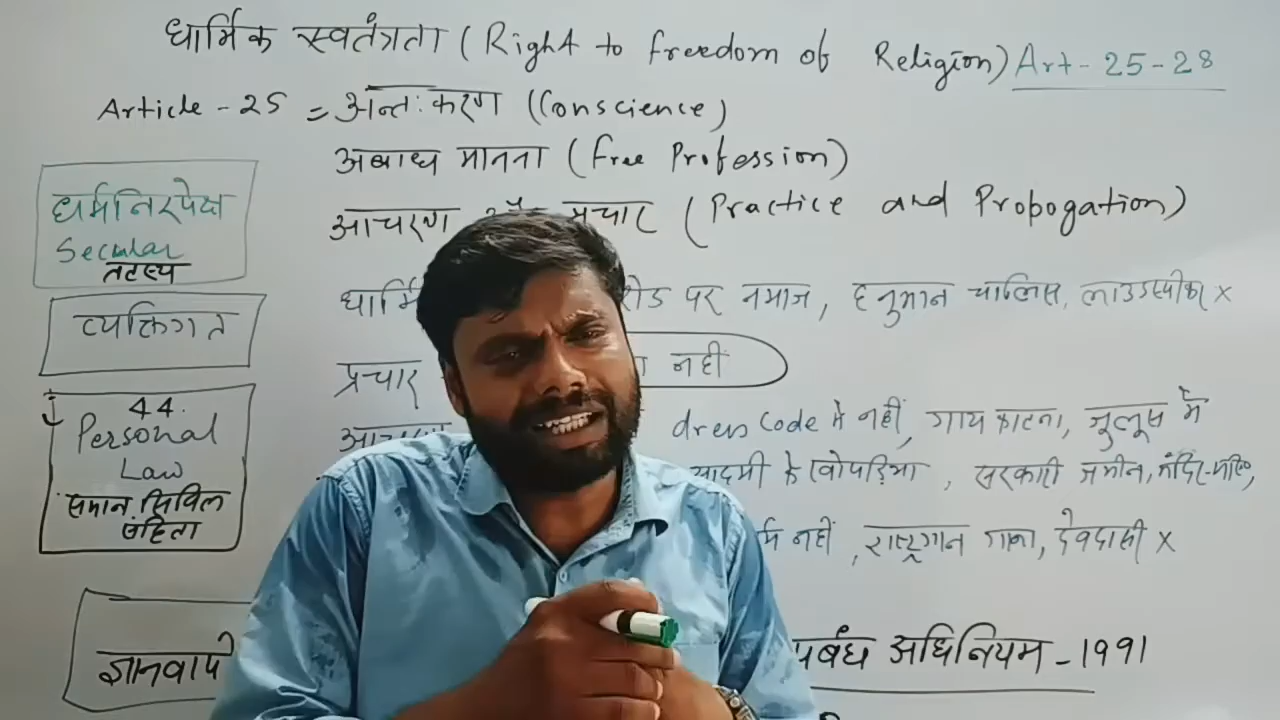 धार्मिक स्वतंत्रता (Right to freedom of Religion) Art - 25 - 28
Article - 25 = अन्तःकरण (Conscience)
अबाध मानना (free Profession)
आचरण और प्रचार (Practice and Propogation)
धर्मनिरपेक्ष
Secular
तटस्थ
व्यक्तिगत
44.
Personal
Law
समान सिविल
संहिता
रोड पर नमाज, हनुमान चालिस, लाउडस्पीकर ×
प्रचार नहीं
dress Code में नहीं, गाय काटना, जुलूस में
आदमी के खोपड़िया, सरकारी जमीन,
नहीं, राष्ट्रगान गाना, देवदासी ×
ज्ञानवापी अधिनियम - 1991